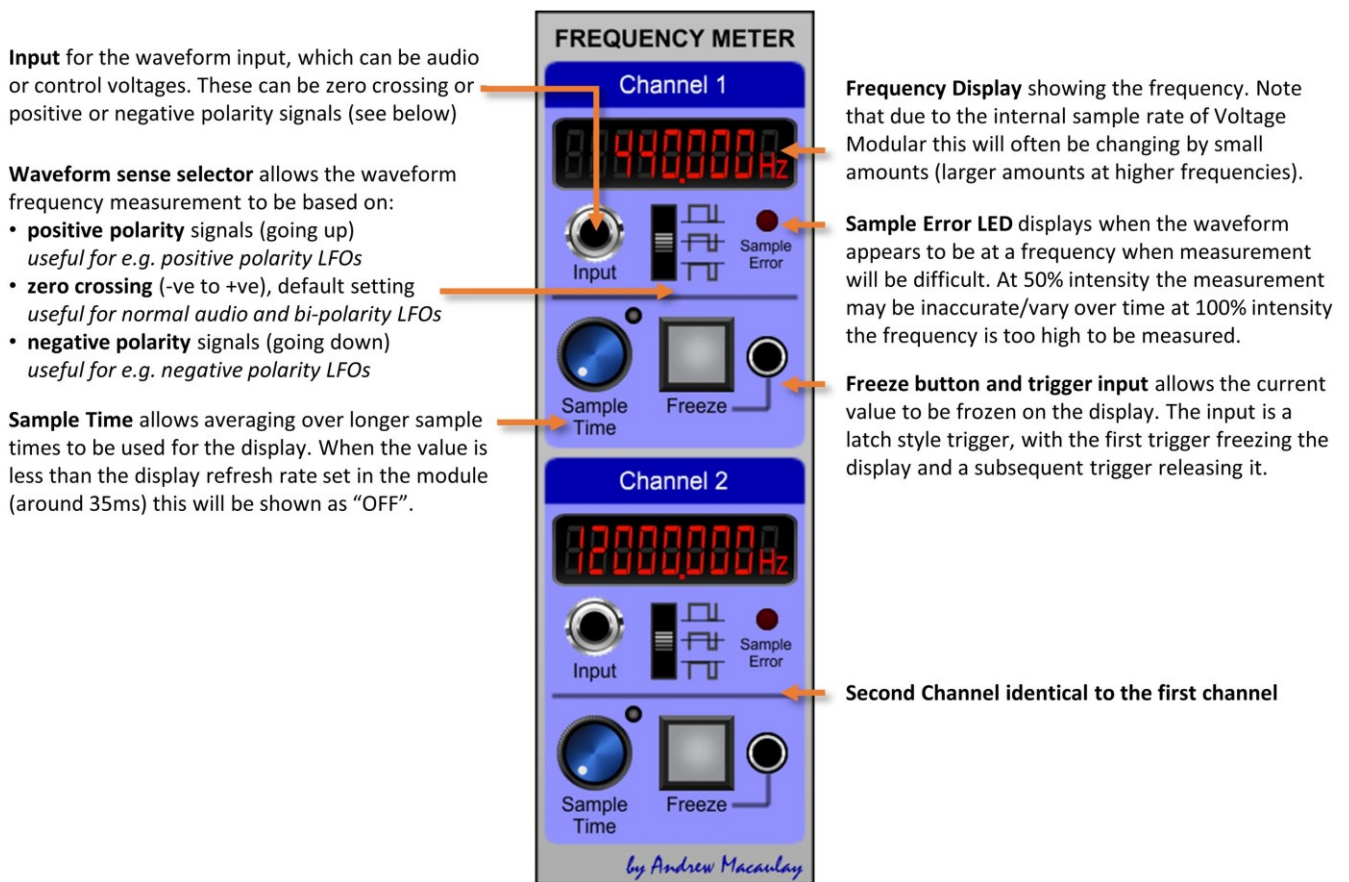 Input for the waveform input, which can be audio
or control voltages. These can be zero crossing or
positive or negative polarity signals (see below)
Waveform sense selector allows the waveform
frequency measurement to be based on:
• positive polarity signals (going up)
useful for e.g. positive polarity LFOs
• zero crossing (-ve to +ve), default setting
useful for normal audio and bi-polarity LFOs
• negative polarity signals (going down)
useful for e.g. negative polarity LFOs
Sample Time allows averaging over longer sample
times to be used for the display. When the value is
less than the display refresh rate set in the module
(around 35ms) this will be shown as “OFF”.
FREQUENCY METER
Channel 1
440.000Hz
Input
Sample
Error
Sample
Time
Freeze
Channel 2
12000.000Hz
Input
Sample
Error
Sample
Time
Freeze
by Andrew Macaulay
Frequency Display showing the frequency. Note
that due to the internal sample rate of Voltage
Modular this will often be changing by small
amounts (larger amounts at higher frequencies).
Sample Error LED displays when the waveform
appears to be at a frequency when measurement
will be difficult. At 50% intensity the measurement
may be inaccurate/vary over time at 100% intensity
the frequency is too high to be measured.
Freeze button and trigger input allows the current
value to be frozen on the display. The input is a
latch style trigger, with the first trigger freezing the
display and a subsequent trigger releasing it.
Second Channel identical to the first channel